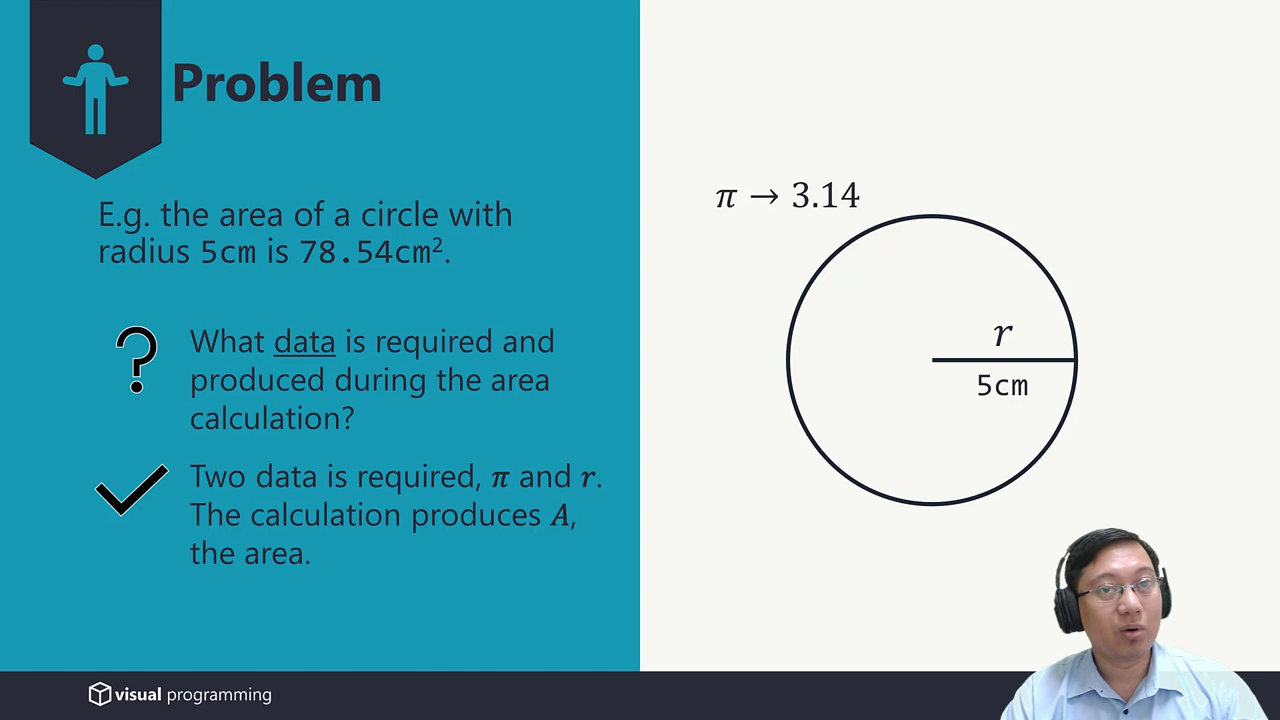 Problem
E.g. the area of a circle with
radius 5cm is 78.54cm².
What data is required and
produced during the area
calculation?
Two data is required, π and r.
The calculation produces A,
the area.
π → 3.14
r
5cm
visual programming